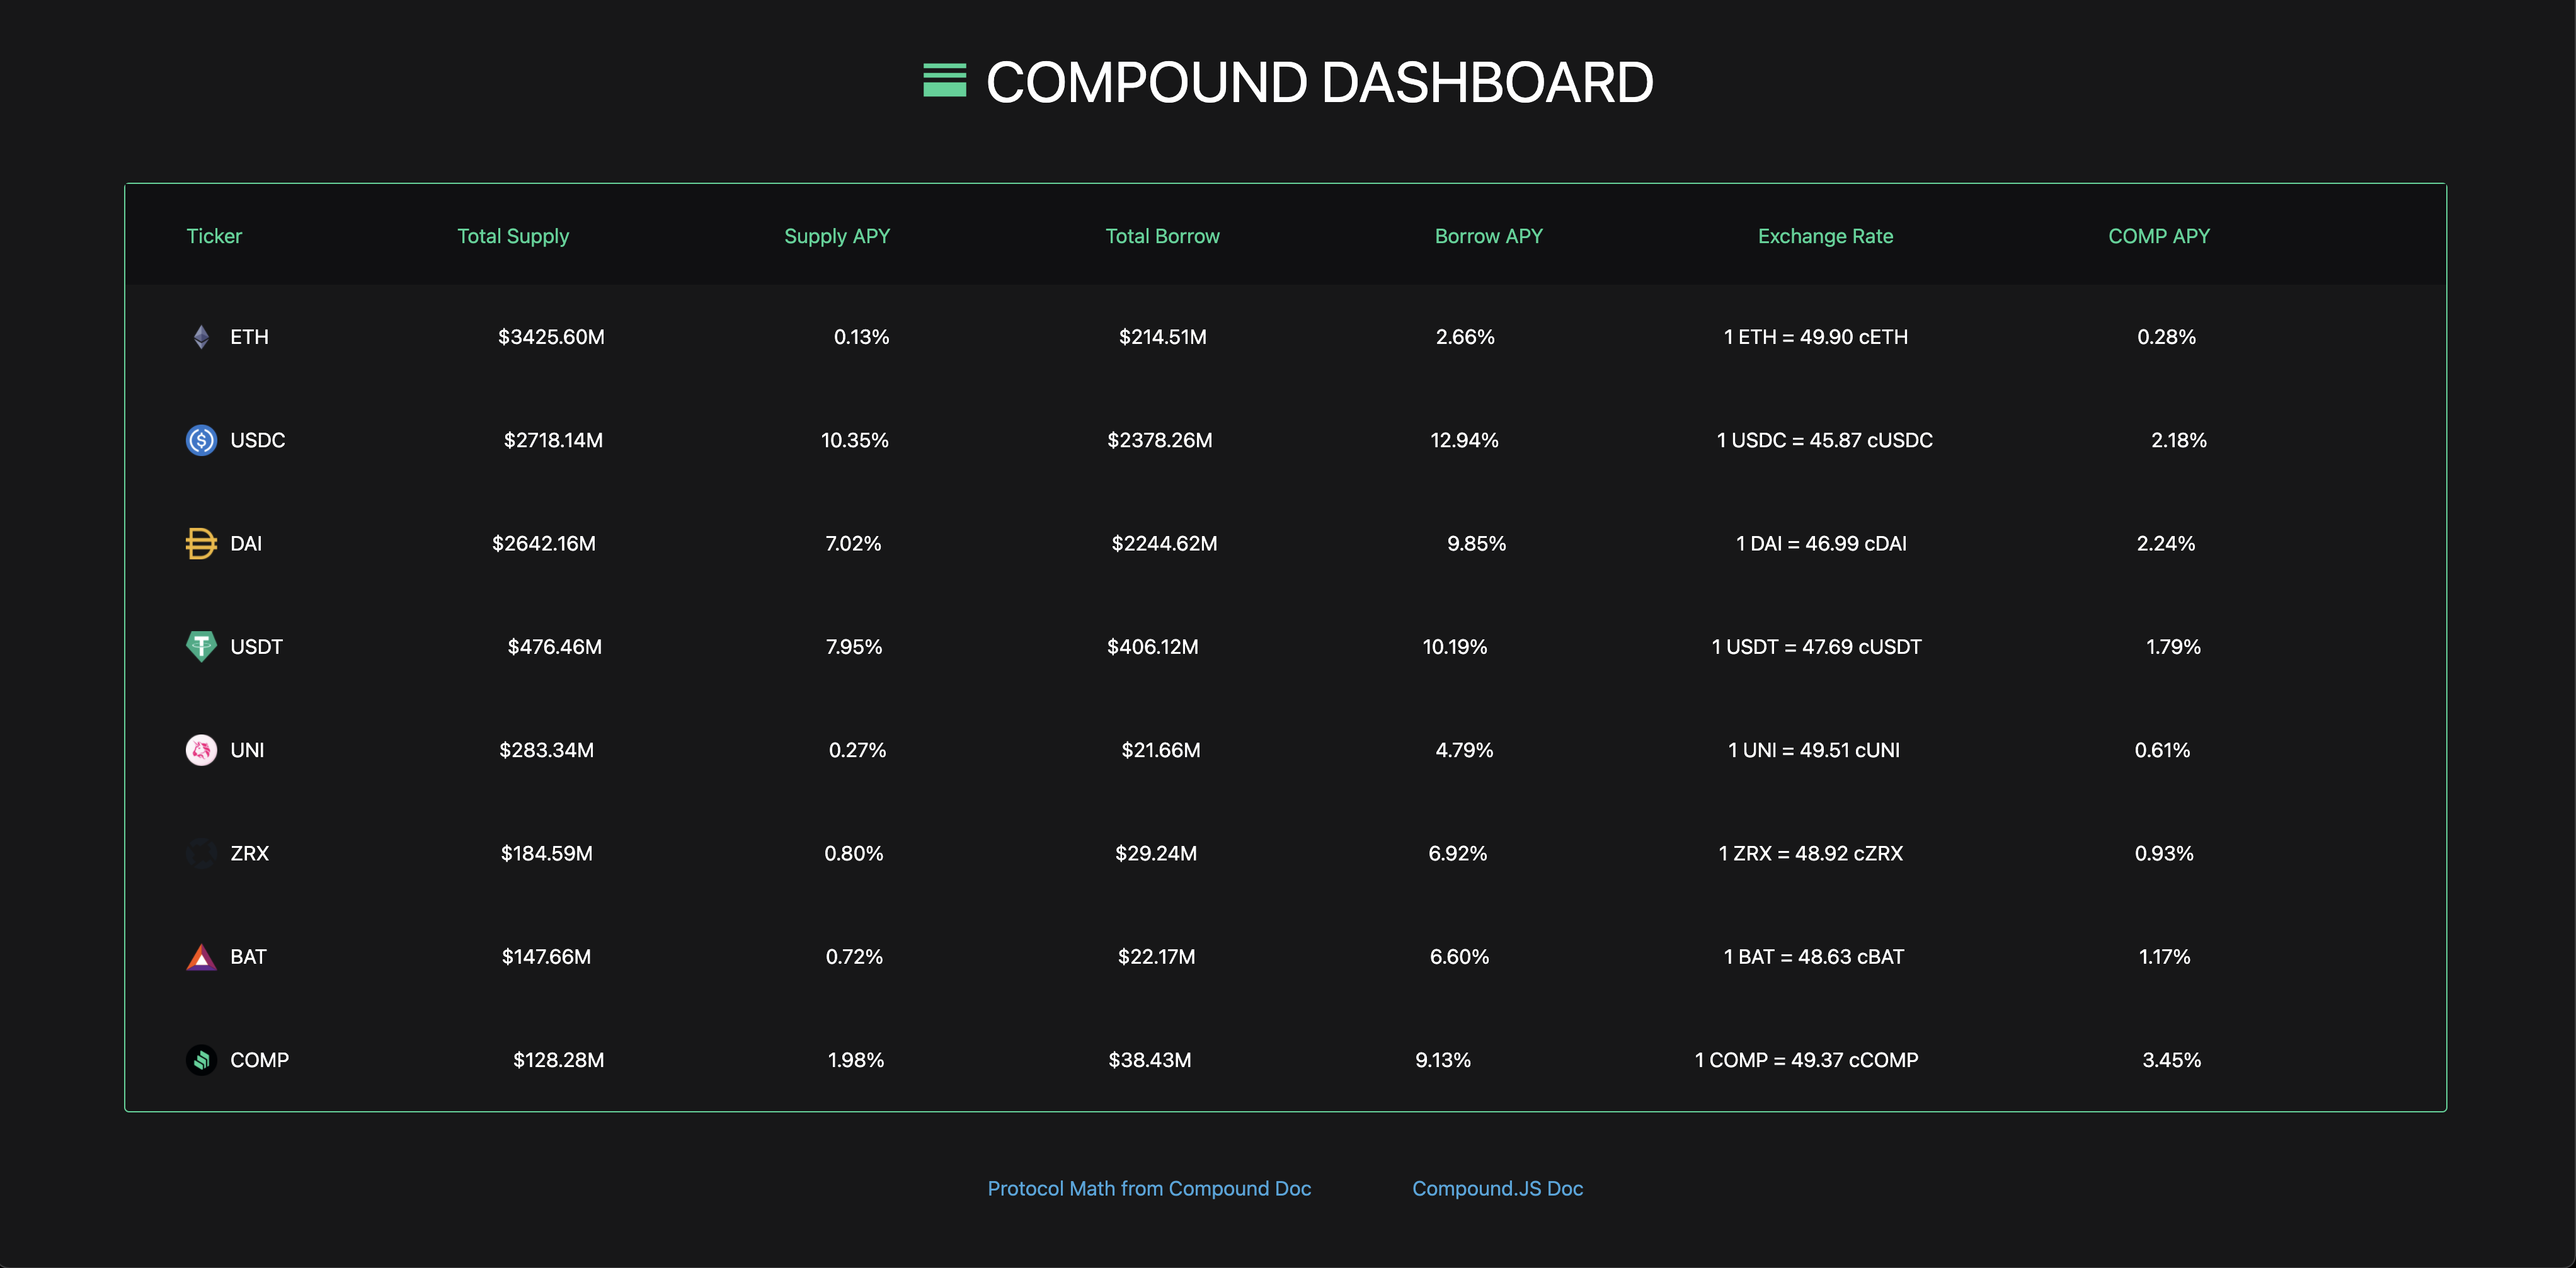 COMPOUND DASHBOARD
Ticker Total Supply Supply APY Total Borrow Borrow APY Exchange Rate COMP APY
ETH $3425.60M 0.13% $214.51M 2.66% 1 ETH = 49.90 cETH 0.28%
USDC $2718.14M 10.35% $2378.26M 12.94% 1 USDC = 45.87 cUSDC 2.18%
DAI $2642.16M 7.02% $2244.62M 9.85% 1 DAI = 46.99 cDAI 2.24%
USDT $476.46M 7.95% $406.12M 10.19% 1 USDT = 47.69 cUSDT 1.79%
UNI $283.34M 0.27% $21.66M 4.79% 1 UNI = 49.51 cUNI 0.61%
ZRX $184.59M 0.80% $29.24M 6.92% 1 ZRX = 48.92 cZRX 0.93%
BAT $147.66M 0.72% $22.17M 6.60% 1 BAT = 48.63 cBAT 1.17%
COMP $128.28M 1.98% $38.43M 9.13% 1 COMP = 49.37 cCOMP 3.45%
Protocol Math from Compound Doc Compound.JS Doc